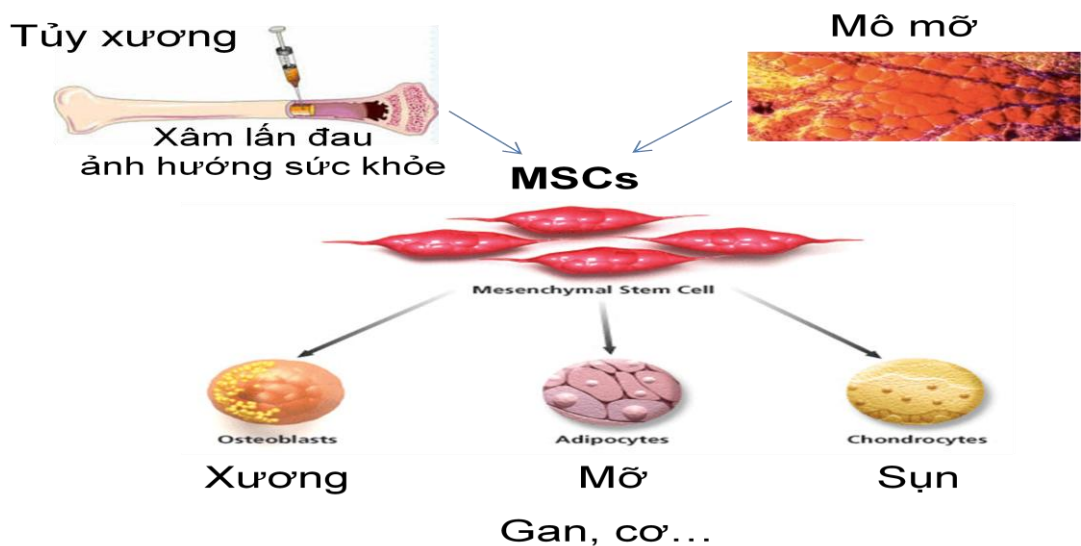 Tủy xương
Mô mỡ
Xâm lấn đau
ảnh hướng sức khỏe
MSCs
Mesenchymal Stem Cell
Osteoblasts
Adipocytes
Chondrocytes
Xương
Mỡ
Sụn
Gan, cơ...